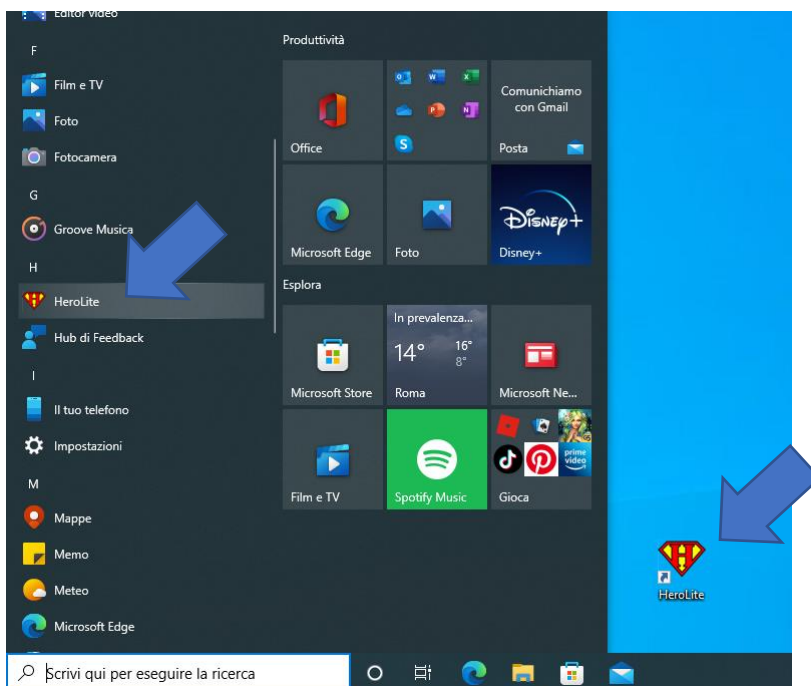 Editor video
F
Film e TV
Foto
Fotocamera
G
Groove Musica
H
HeroLite
Hub di Feedback
I
Il tuo telefono
Impostazioni
M
Mappe
Memo
Meteo
Microsoft Edge
Produttività
Comunichiamo
con Gmail
Office
Posta
Microsoft Edge
Foto
Disney+
Disney+
Esplora
In prevalenza...
14°
16°
8°
Microsoft Store
Roma
Microsoft Ne...
prime
video
Film e TV
Spotify Music
Gioca
H
HeroLite
Scrivi qui per eseguire la ricerca